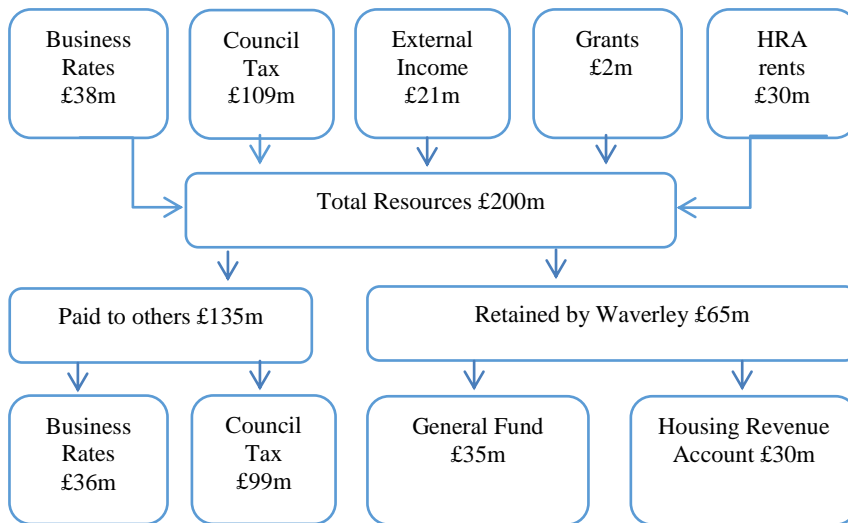 Business
Rates
£38m
Council
Tax
£109m
External
Income
£21m
Grants
£2m
HRA
rents
£30m
Total Resources £200m
Paid to others £135m
Retained by Waverley £65m
Business
Rates
£36m
Council
Tax
£99m
General Fund
£35m
Housing Revenue
Account £30m